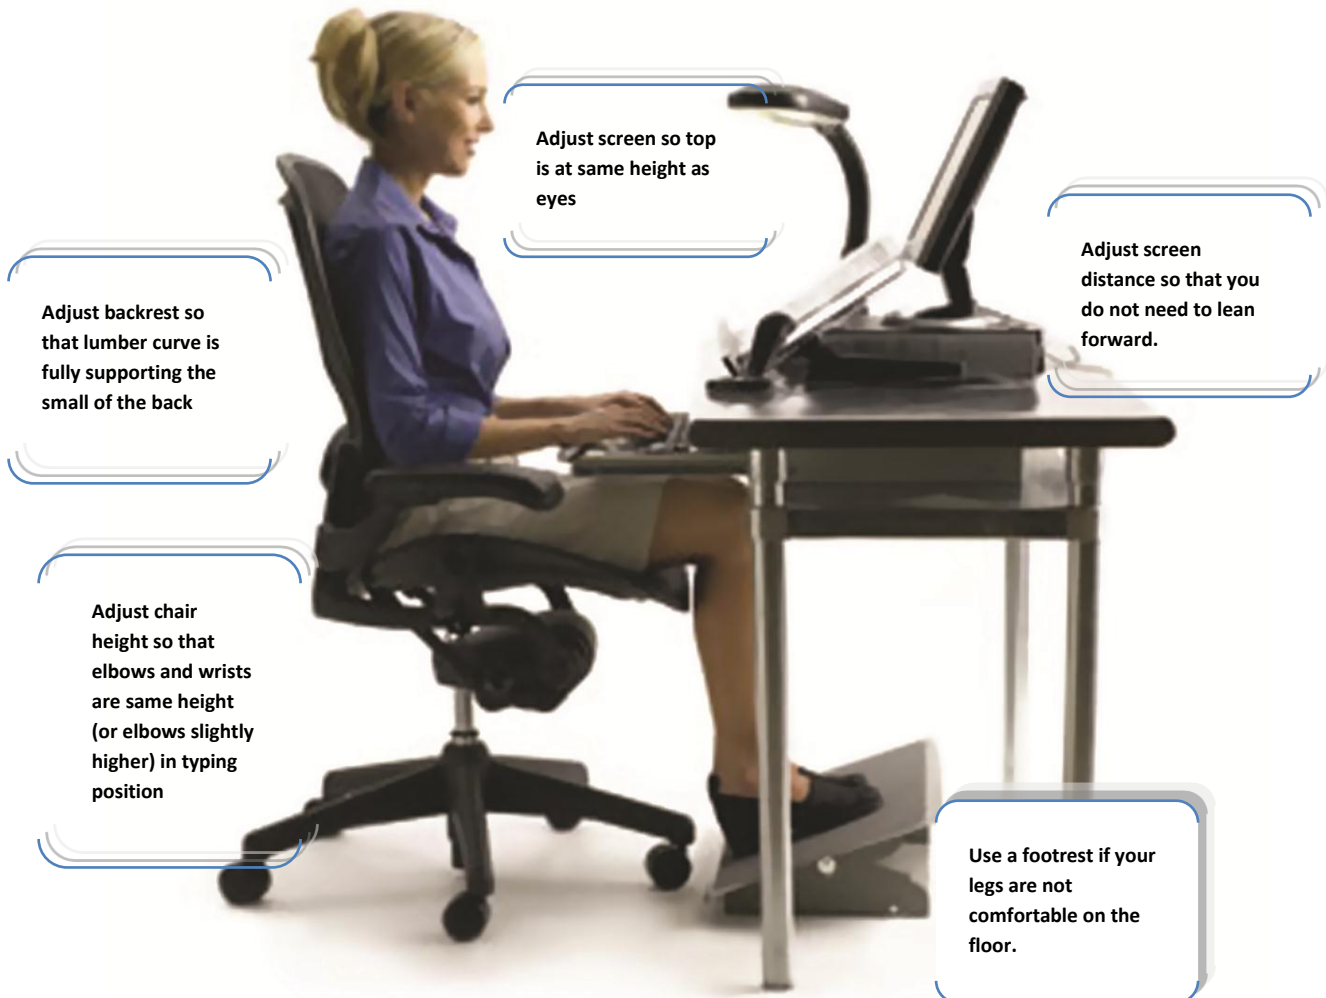 Adjust screen so top
is at same height as
eyes
Adjust screen
distance so that you
do not need to lean
forward.
Adjust backrest so
that lumber curve is
fully supporting the
small of the back
Adjust chair
height so that
elbows and wrists
are same height
(or elbows slightly
higher) in typing
position
Use a footrest if your
legs are not
comfortable on the
floor.